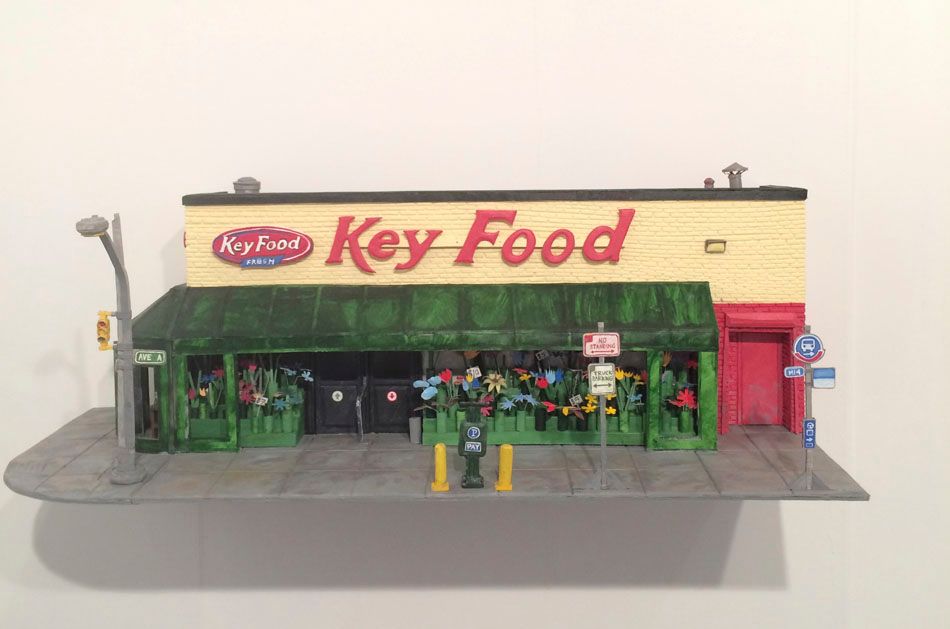 Key Food
Key Food
FRESH
AVE A
NO
STANDING
TRUCK
PARKING
M14
P
PAY